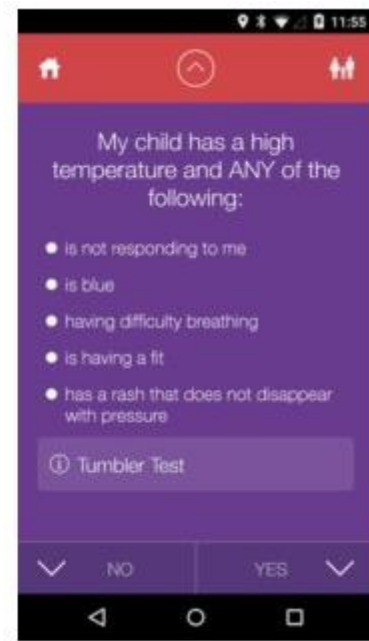 11:55
My child has a high
temperature and ANY of the
following:
is not responding to me
is blue
having difficulty breathing
is having a fit
has a rash that does not disappear
with pressure
Tumbler Test
NO YES